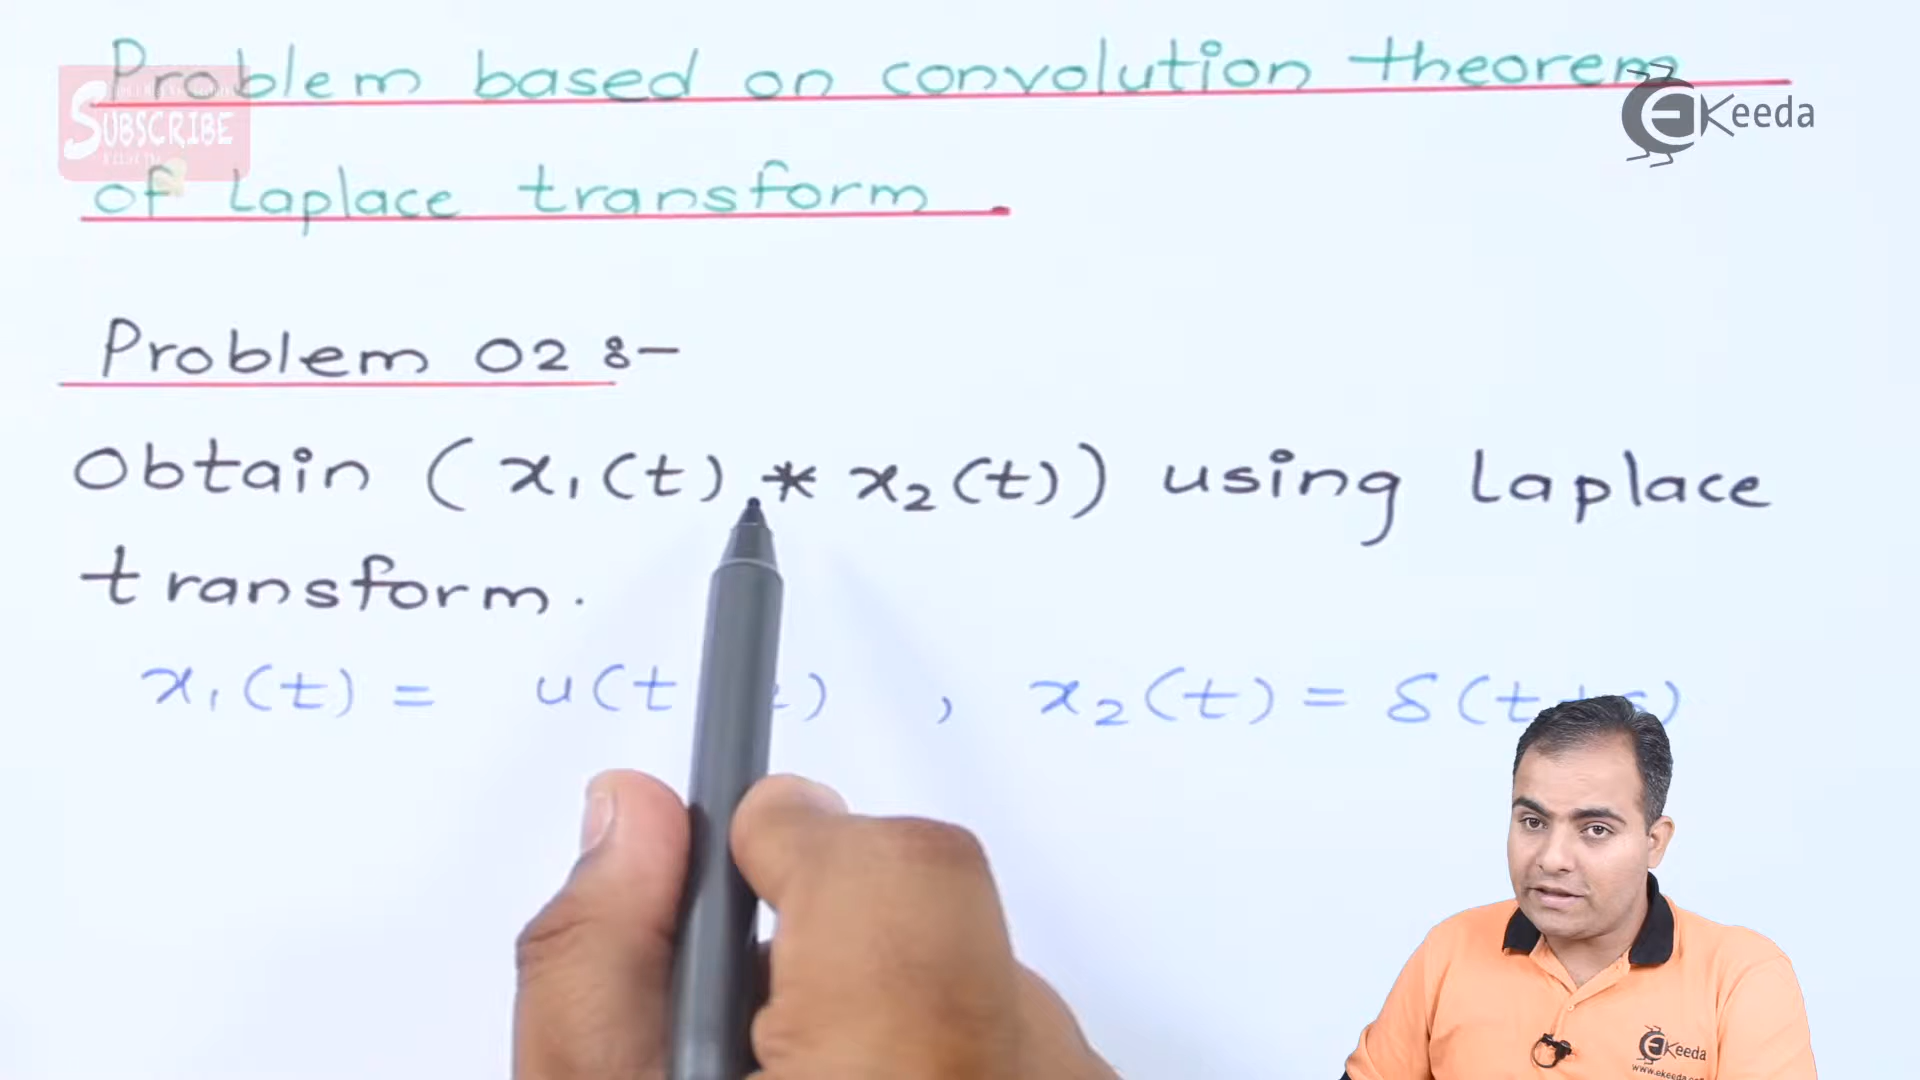 Problem based on convolution theorem
of Laplace transform.
SUBSCRIBE
EKeeda
Problem 02 :-
Obtain (x₁(t) * x₂(t)) using Laplace
transform.
x₁(t) = u(t ) , x₂(t) = δ(t+ )
EKeeda